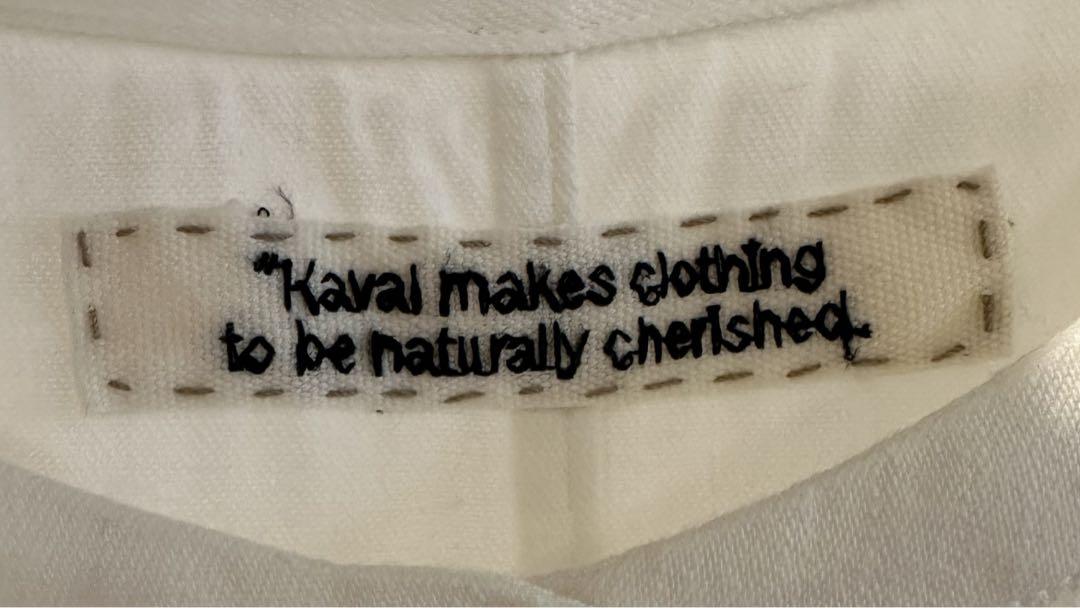 "Kaval makes clothing
to be naturally cherished.